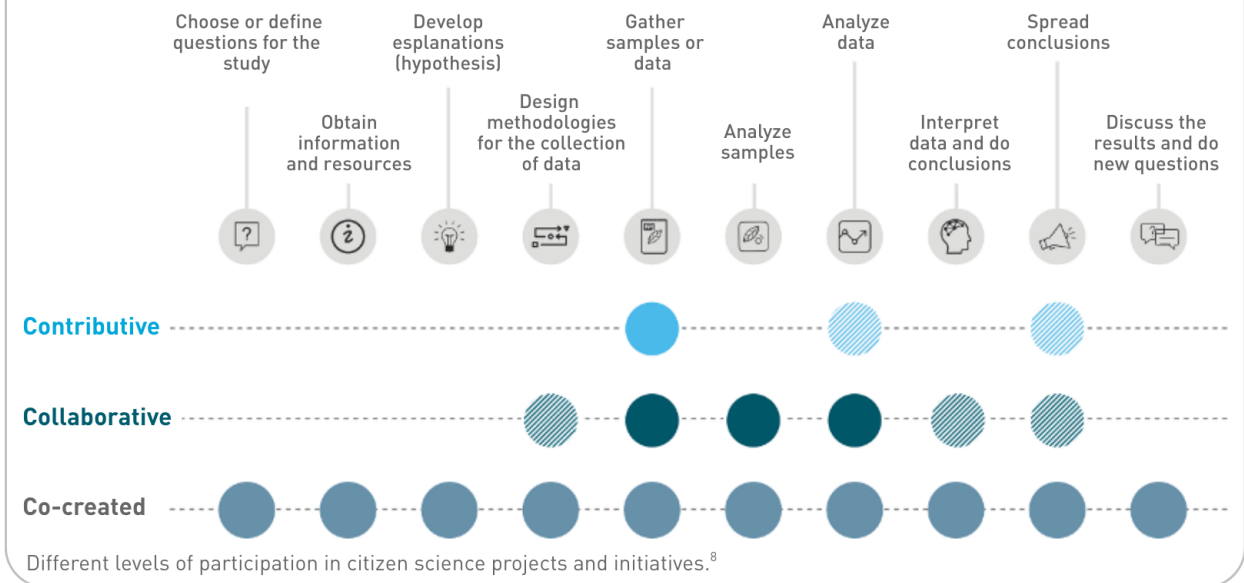 Choose or define
questions for the
study
Develop
esplanations
(hypothesis)
Gather
samples or
data
Analyze
data
Spread
conclusions
Obtain
information
and resources
Design
methodologies
for the collection
of data
Analyze
samples
Interpret
data and do
conclusions
Discuss the
results and do
new questions
Contributive
Collaborative
Co-created
Different levels of participation in citizen science projects and initiatives.8